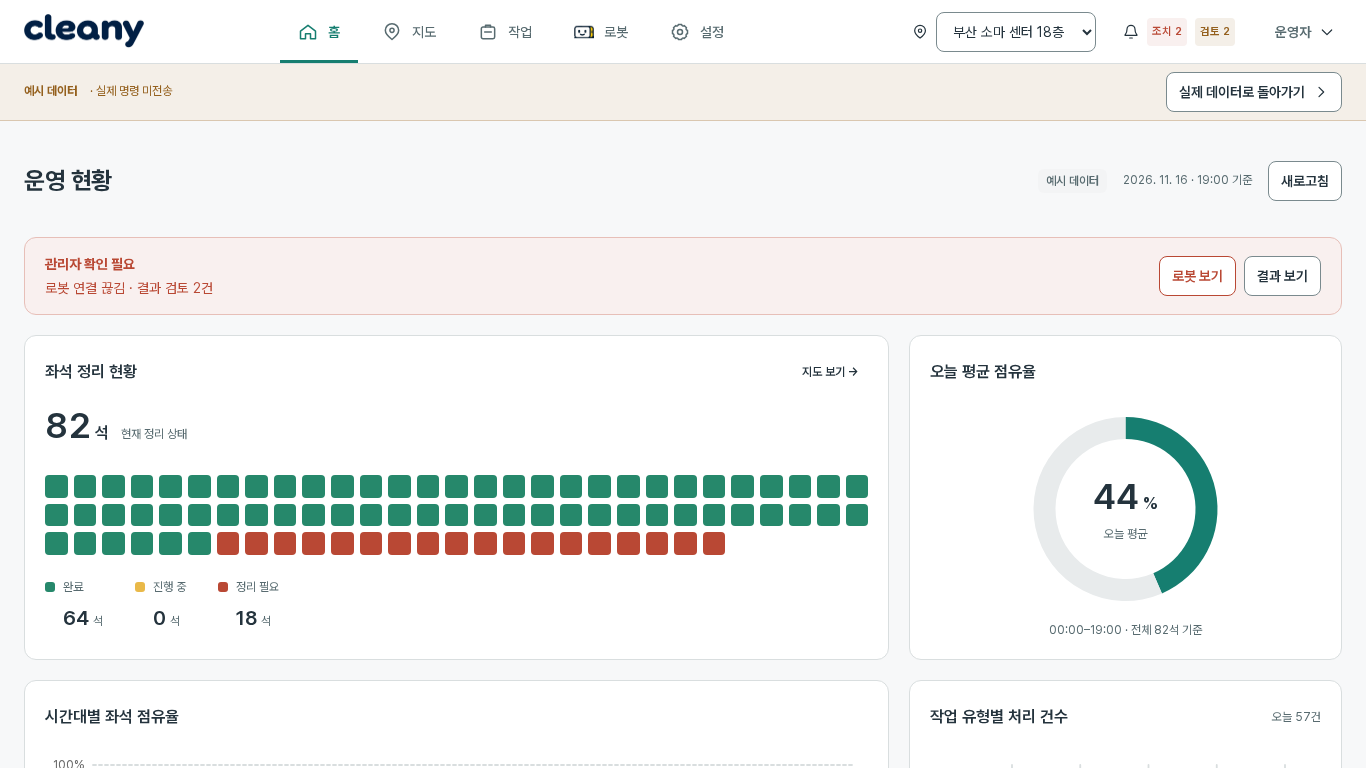 cleany
홈
지도
작업
로봇
설정
부산 소마 센터 18층
조치 2
검토 2
운영자
예시 데이터 · 실제 명령 미전송
실제 데이터로 돌아가기
운영 현황
예시 데이터
2026. 11. 16 · 19:00 기준
새로고침
관리자 확인 필요
로봇 연결 끊김 · 결과 검토 2건
로봇 보기
결과 보기
좌석 정리 현황
지도 보기 →
82 석 현재 정리 상태
완료
진행 중
정리 필요
64 석
0 석
18 석
오늘 평균 점유율
44 %
오늘 평균
00:00–19:00 · 전체 82석 기준
시간대별 좌석 점유율
100%
작업 유형별 처리 건수
오늘 57건